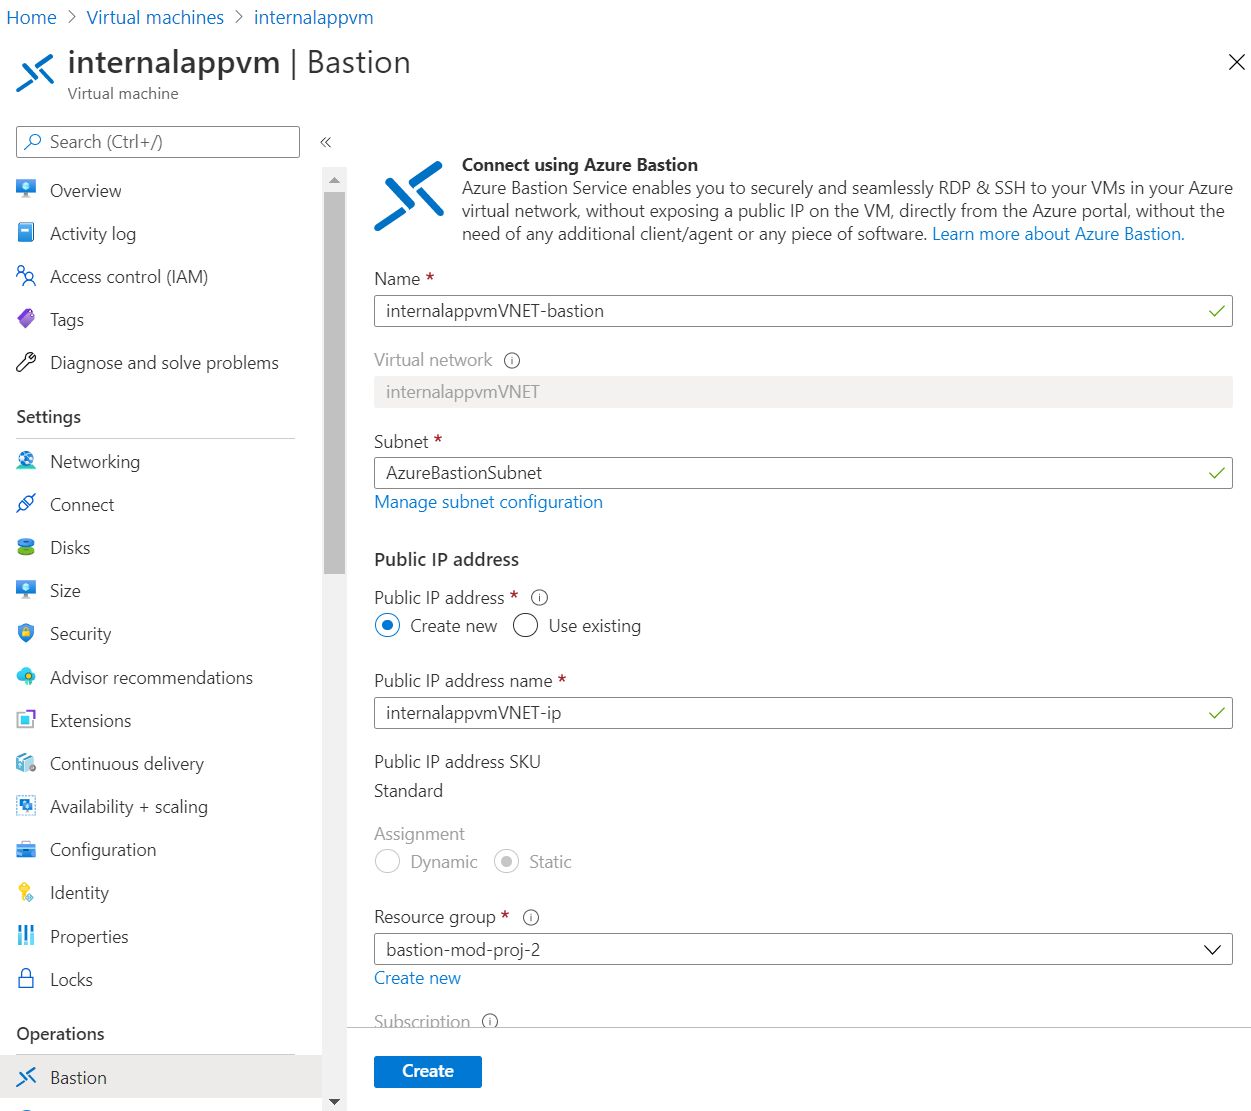 Home > Virtual machines > internalappvm
internalappvm | Bastion
Virtual machine
Search (Ctrl+/)
«
Overview
Activity log
Access control (IAM)
Tags
Diagnose and solve problems
Settings
Networking
Connect
Disks
Size
Security
Advisor recommendations
Extensions
Continuous delivery
Availability + scaling
Configuration
Identity
Properties
Locks
Operations
Bastion
Connect using Azure Bastion
Azure Bastion Service enables you to securely and seamlessly RDP & SSH to your VMs in your Azure
virtual network, without exposing a public IP on the VM, directly from the Azure portal, without the
need of any additional client/agent or any piece of software. Learn more about Azure Bastion.
Name *
internalappvmVNET-bastion
Virtual network
internalappvmVNET
Subnet *
AzureBastionSubnet
Manage subnet configuration
Public IP address
Public IP address *
Create new Use existing
Public IP address name *
internalappvmVNET-ip
Public IP address SKU
Standard
Assignment
Dynamic Static
Resource group *
bastion-mod-proj-2
Create new
Subscription
Create